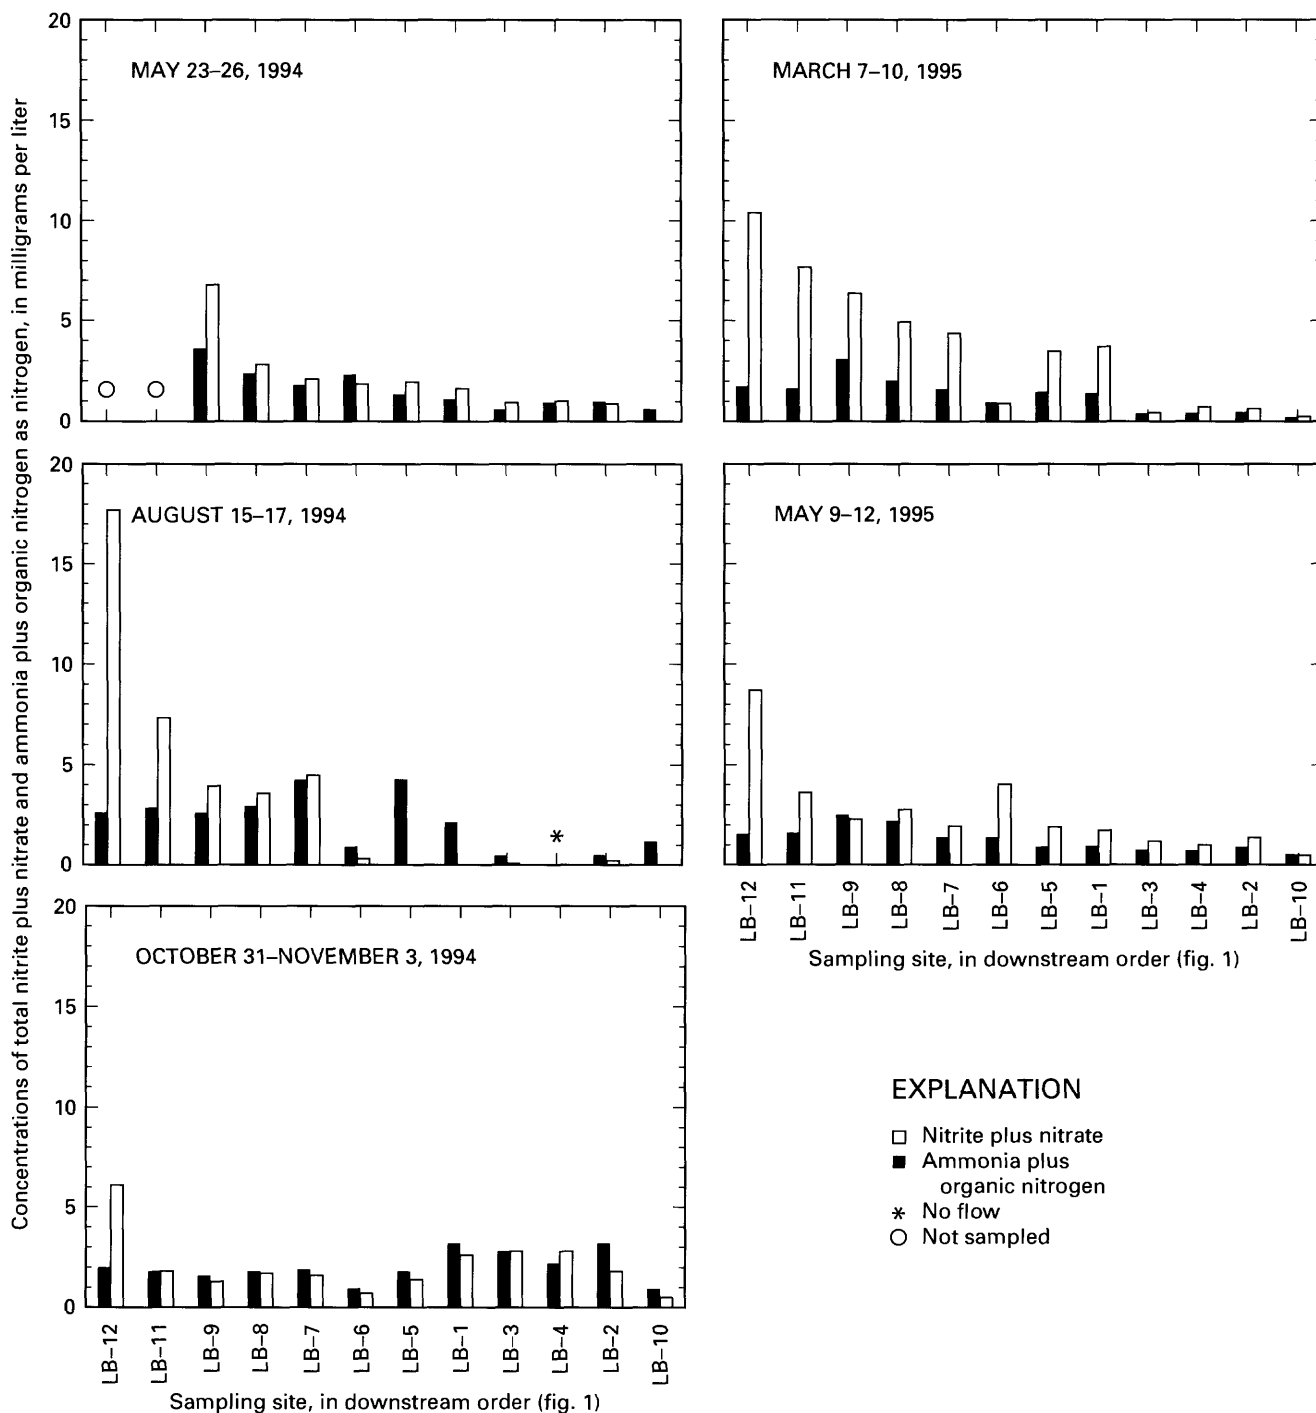 Concentrations of total nitrite plus nitrate and ammonia plus organic nitrogen as nitrogen, in milligrams per liter
20
15
10
5
0
MAY 23–26, 1994
MARCH 7–10, 1995
20
15
10
5
0
AUGUST 15–17, 1994
*
MAY 9–12, 1995
LB–12
LB–11
LB–9
LB–8
LB–7
LB–6
LB–5
LB–1
LB–3
LB–4
LB–2
LB–10
Sampling site, in downstream order (fig. 1)
20
15
10
5
0
OCTOBER 31–NOVEMBER 3, 1994
LB–12
LB–11
LB–9
LB–8
LB–7
LB–6
LB–5
LB–1
LB–3
LB–4
LB–2
LB–10
Sampling site, in downstream order (fig. 1)
EXPLANATION
Nitrite plus nitrate
Ammonia plus
organic nitrogen
* No flow
Not sampled